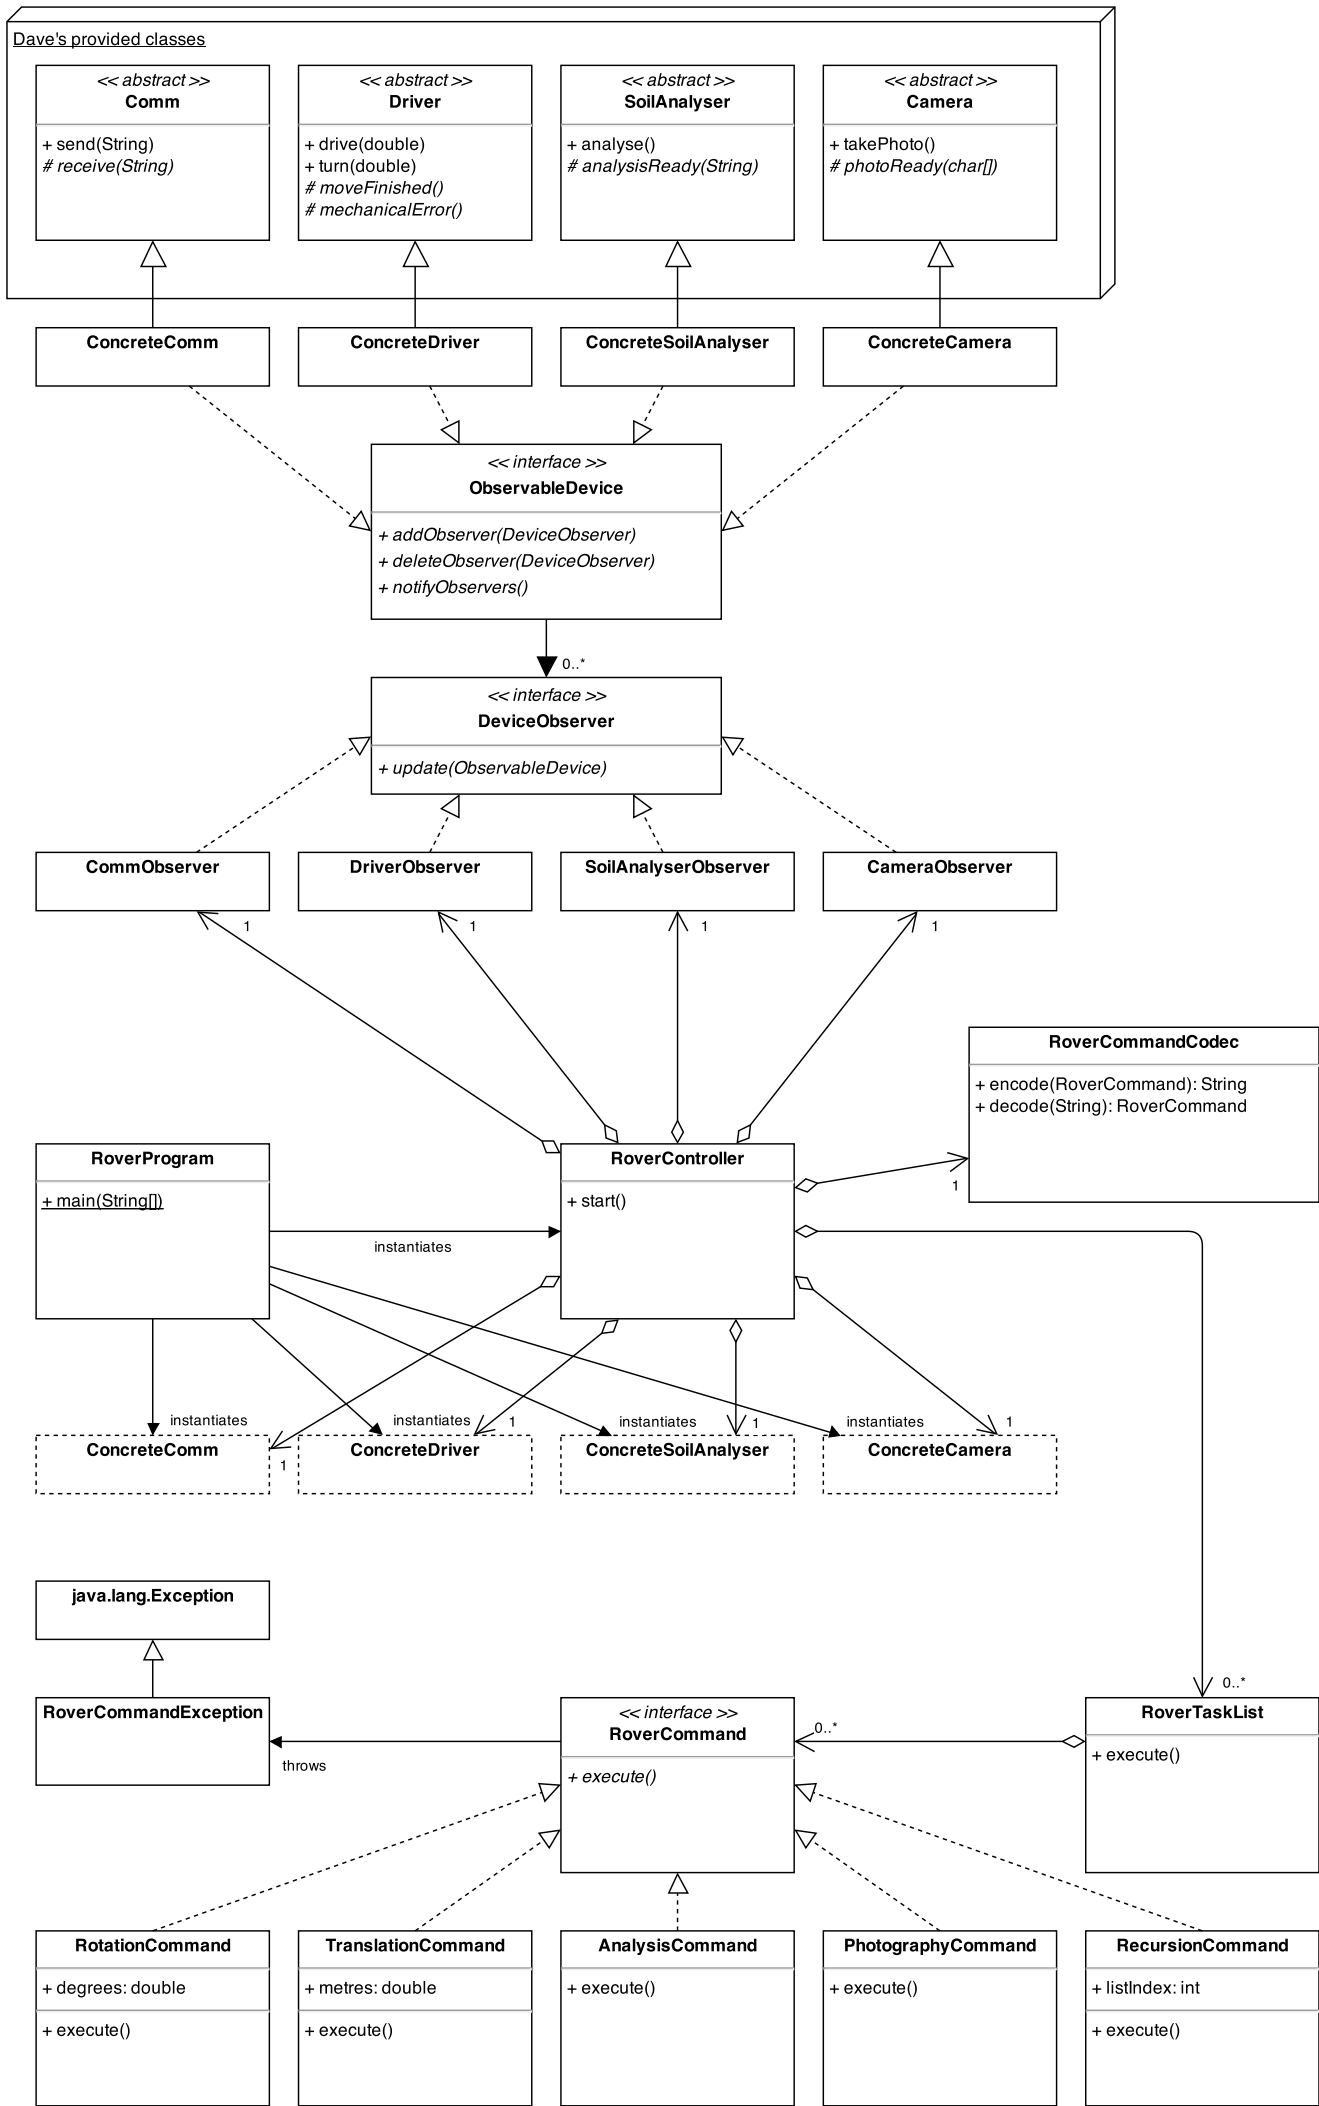 Dave's provided classes
<< abstract >>
Comm
+ send(String)
# receive(String)
<< abstract >>
Driver
+ drive(double)
+ turn(double)
# moveFinished()
# mechanicalError()
<< abstract >>
SoilAnalyser
+ analyse()
# analysisReady(String)
<< abstract >>
Camera
+ takePhoto()
# photoReady(char[])
ConcreteComm
ConcreteDriver
ConcreteSoilAnalyser
ConcreteCamera
<< interface >>
ObservableDevice
+ addObserver(DeviceObserver)
+ deleteObserver(DeviceObserver)
+ notifyObservers()
0..*
<< interface >>
DeviceObserver
+ update(ObservableDevice)
CommObserver
DriverObserver
SoilAnalyserObserver
CameraObserver
1
1
1
1
RoverCommandCodec
+ encode(RoverCommand): String
+ decode(String): RoverCommand
1
RoverProgram
+ main(String[])
RoverController
+ start()
instantiates
instantiates
instantiates
instantiates
instantiates
1
1
1
1
ConcreteComm
ConcreteDriver
ConcreteSoilAnalyser
ConcreteCamera
java.lang.Exception
RoverCommandException
throws
<< interface >>
RoverCommand
+ execute()
0..*
0..*
RoverTaskList
+ execute()
RotationCommand
+ degrees: double
+ execute()
TranslationCommand
+ metres: double
+ execute()
AnalysisCommand
+ execute()
PhotographyCommand
+ execute()
RecursionCommand
+ listIndex: int
+ execute()